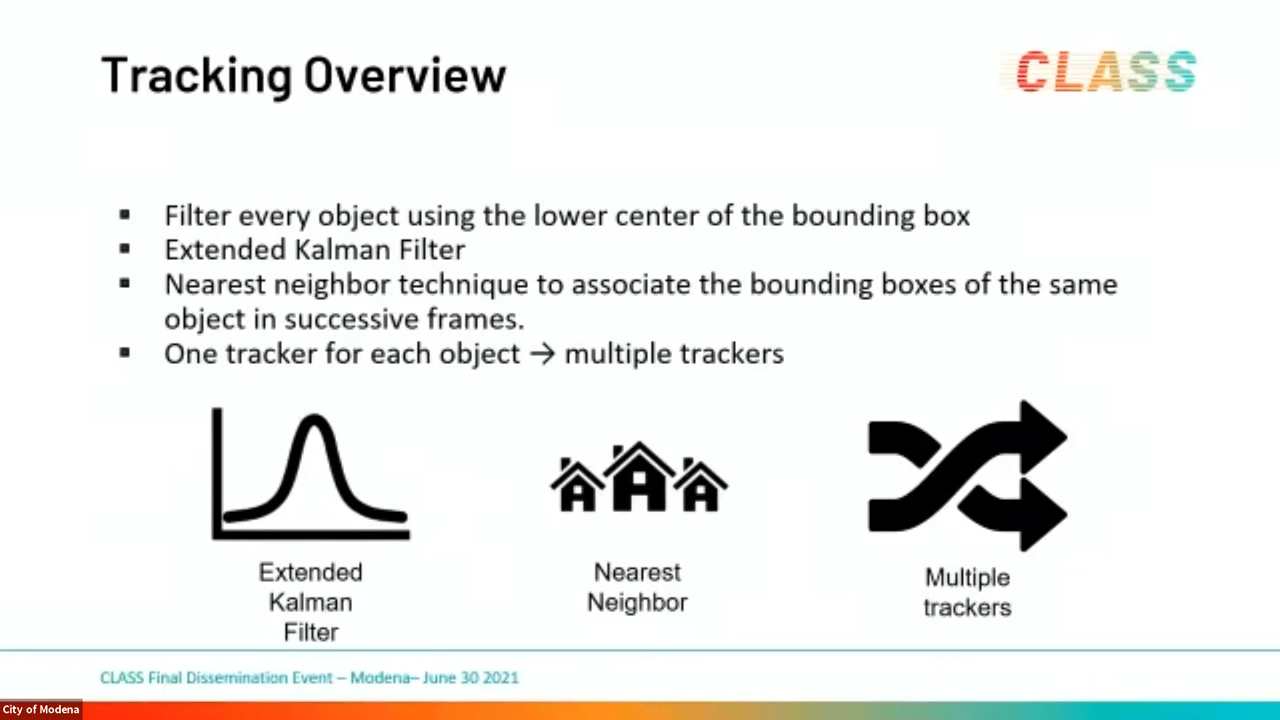 Tracking Overview
CLASS
▪ Filter every object using the lower center of the bounding box
▪ Extended Kalman Filter
▪ Nearest neighbor technique to associate the bounding boxes of the same
object in successive frames.
▪ One tracker for each object → multiple trackers
Extended
Kalman
Filter
Nearest
Neighbor
Multiple
trackers
CLASS Final Dissemination Event – Modena– June 30 2021
City of Modena